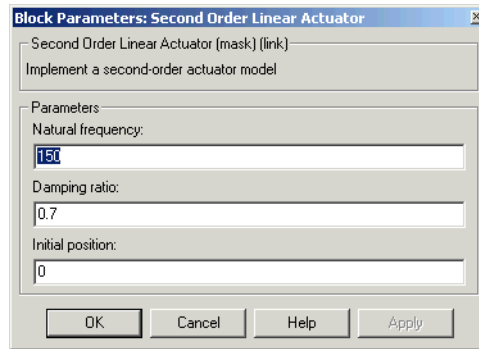 Block Parameters: Second Order Linear Actuator
Second Order Linear Actuator (mask) (link)
Implement a second-order actuator model
Parameters
Natural frequency:
150
Damping ratio:
0.7
Initial position:
0
OK Cancel Help Apply